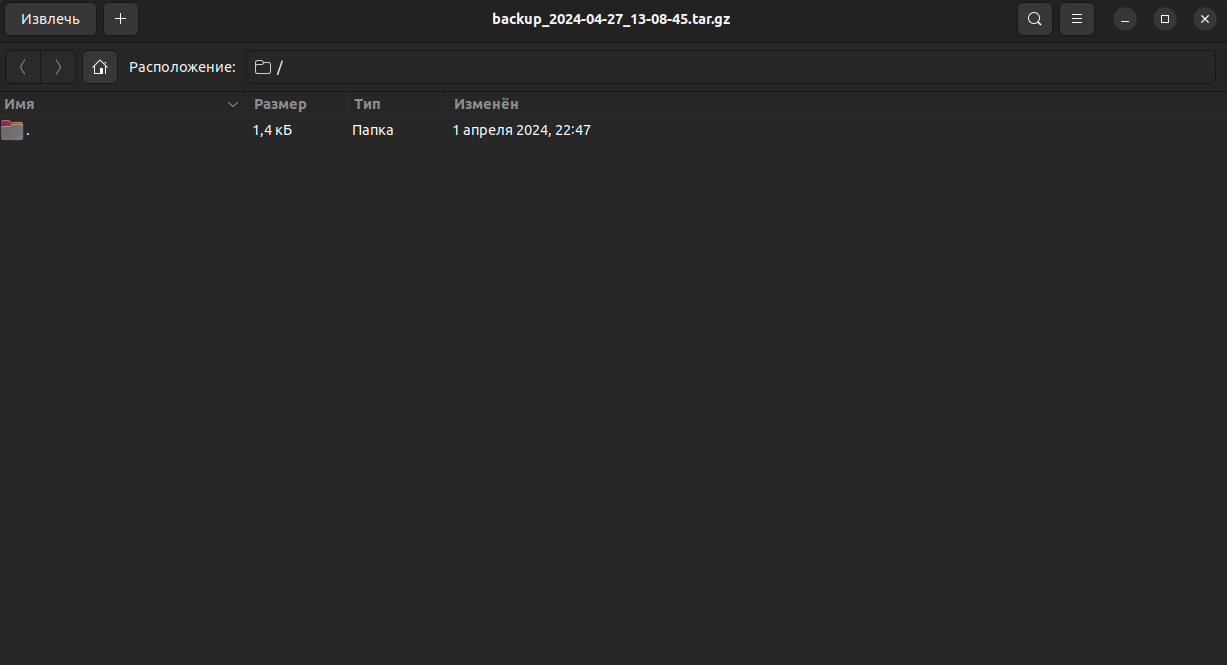 Извлечь backup_2024-04-27_13-08-45.tar.gz
Расположение: /
Имя Размер Тип Изменён
. 1,4 кБ Папка 1 апреля 2024, 22:47